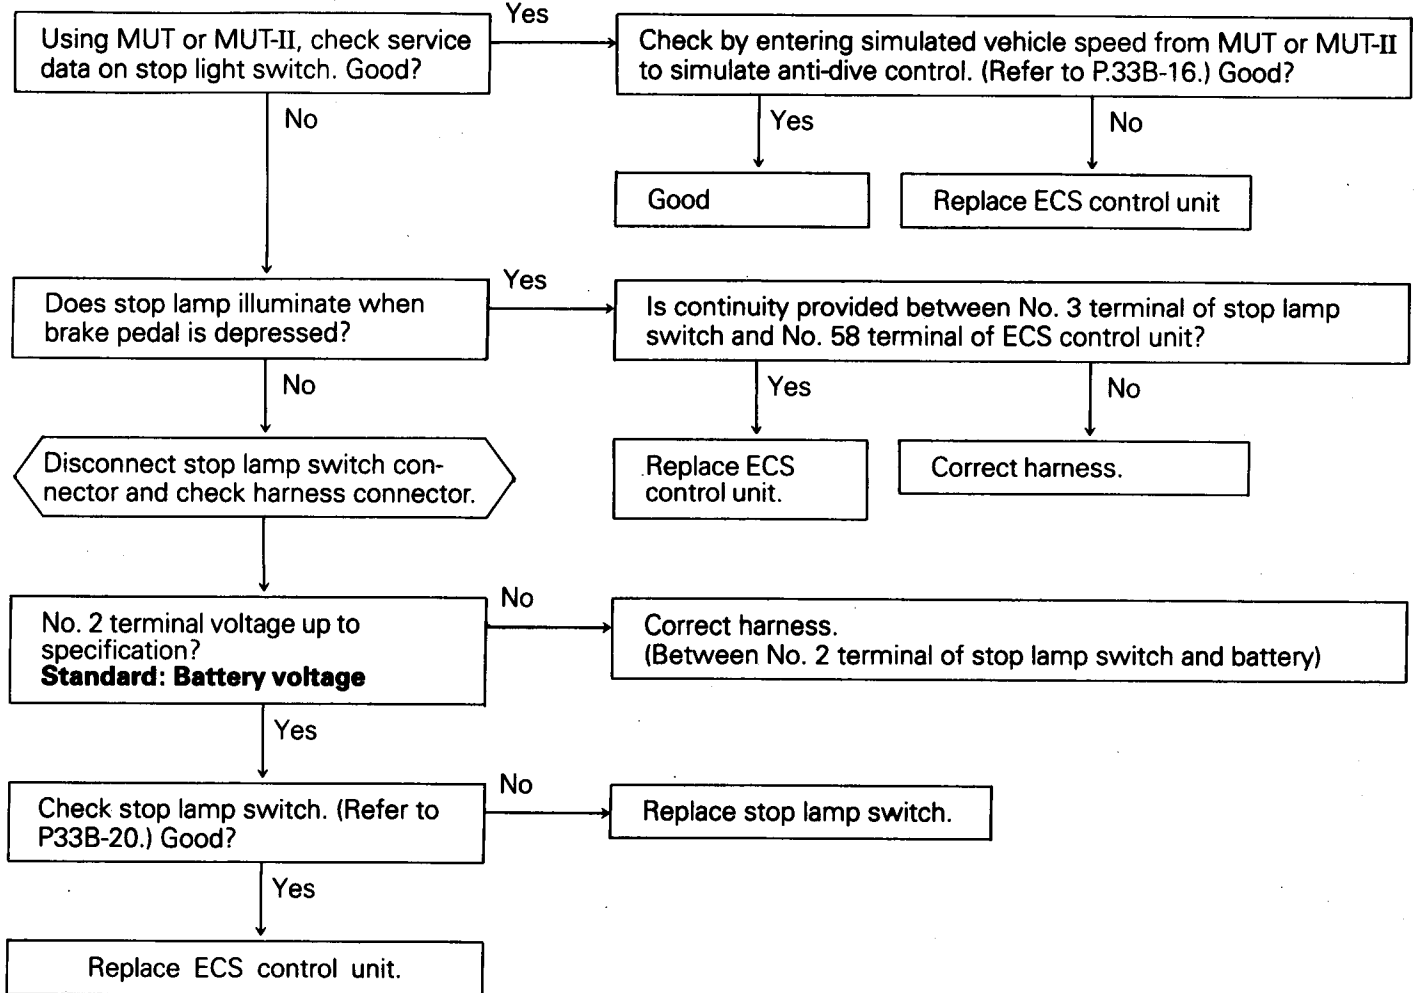 Using MUT or MUT-II, check service
data on stop light switch. Good?
Yes
Check by entering simulated vehicle speed from MUT or MUT-II
to simulate anti-dive control. (Refer to P.33B-16.) Good?
No
Yes
No
Good
Replace ECS control unit
Does stop lamp illuminate when
brake pedal is depressed?
Yes
Is continuity provided between No. 3 terminal of stop lamp
switch and No. 58 terminal of ECS control unit?
No
Yes
No
Disconnect stop lamp switch con-
nector and check harness connector.
Replace ECS
control unit.
Correct harness.
No. 2 terminal voltage up to
specification?
Standard: Battery voltage
No
Correct harness.
(Between No. 2 terminal of stop lamp switch and battery)
Yes
Check stop lamp switch. (Refer to
P33B-20.) Good?
No
Replace stop lamp switch.
Yes
Replace ECS control unit.